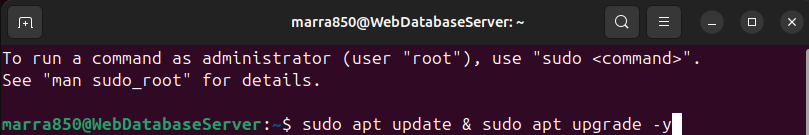 marra850@WebDatabaseServer: ~
To run a command as administrator (user "root"), use "sudo <command>".
See "man sudo_root" for details.
marra850@WebDatabaseServer:~$ sudo apt update & sudo apt upgrade -y